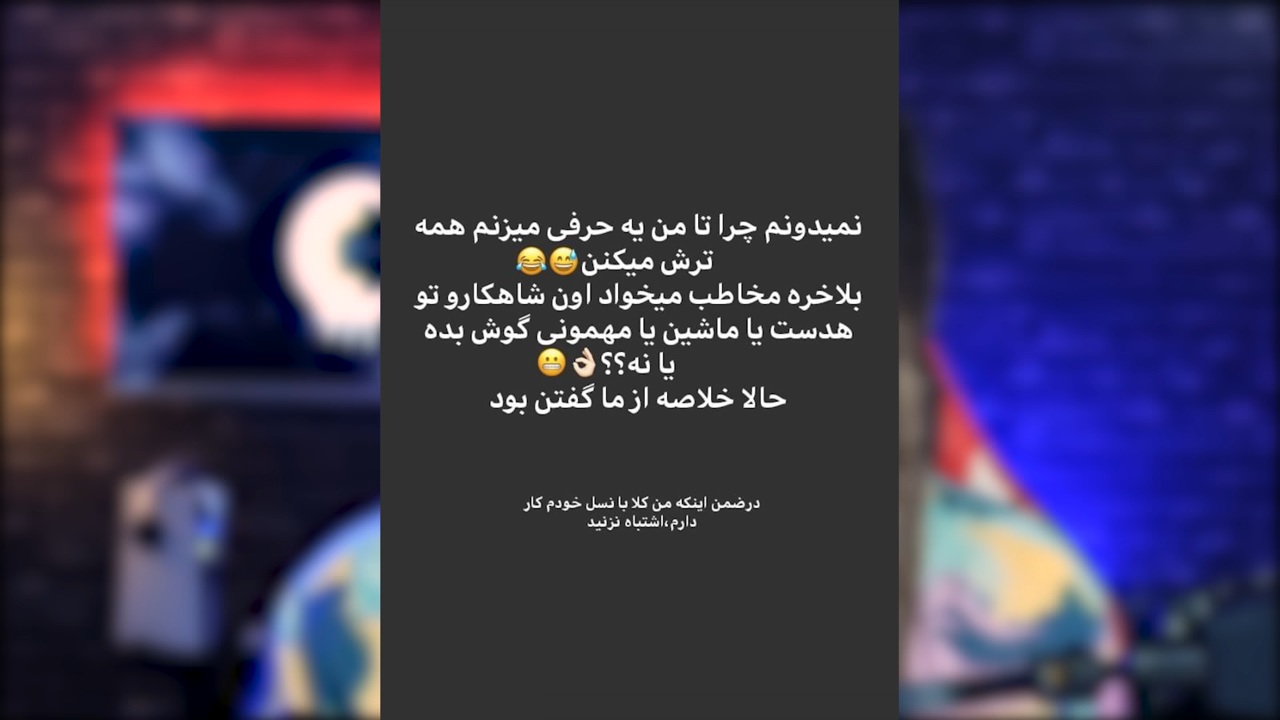 نمیدونم چرا تا من یه حرفی میزنم همه
ترش میکنن😅😂
بلاخره مخاطب میخواد اون شاهکارو تو
هدست یا ماشین یا مهمونی گوش بده
یا نه؟؟👌🏻😬
حالا خلاصه از ما گفتن بود
درضمن اینکه من کلا با نسل خودم کار
دارم،اشتباه نزنید